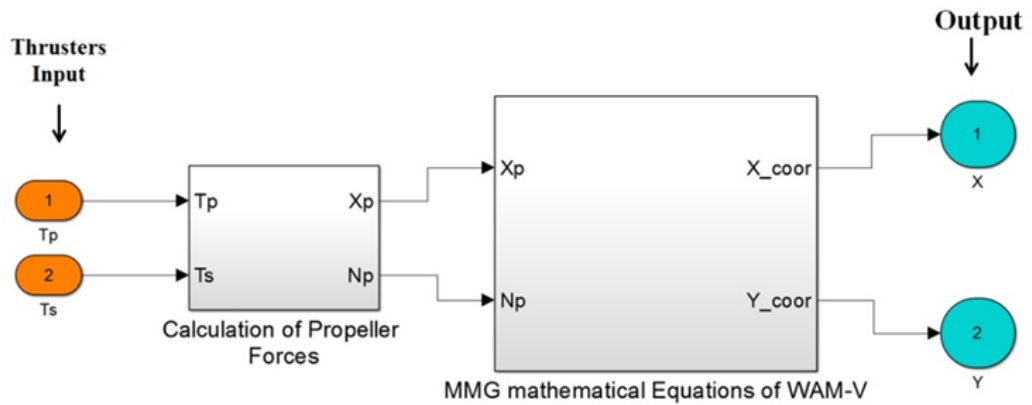 Thrusters
Input
Output
1
Tp
2
Ts
Tp
Ts
Xp
Np
Calculation of Propeller
Forces
Xp
Np
X_coor
Y_coor
MMG mathematical Equations of WAM-V
1
X
2
Y